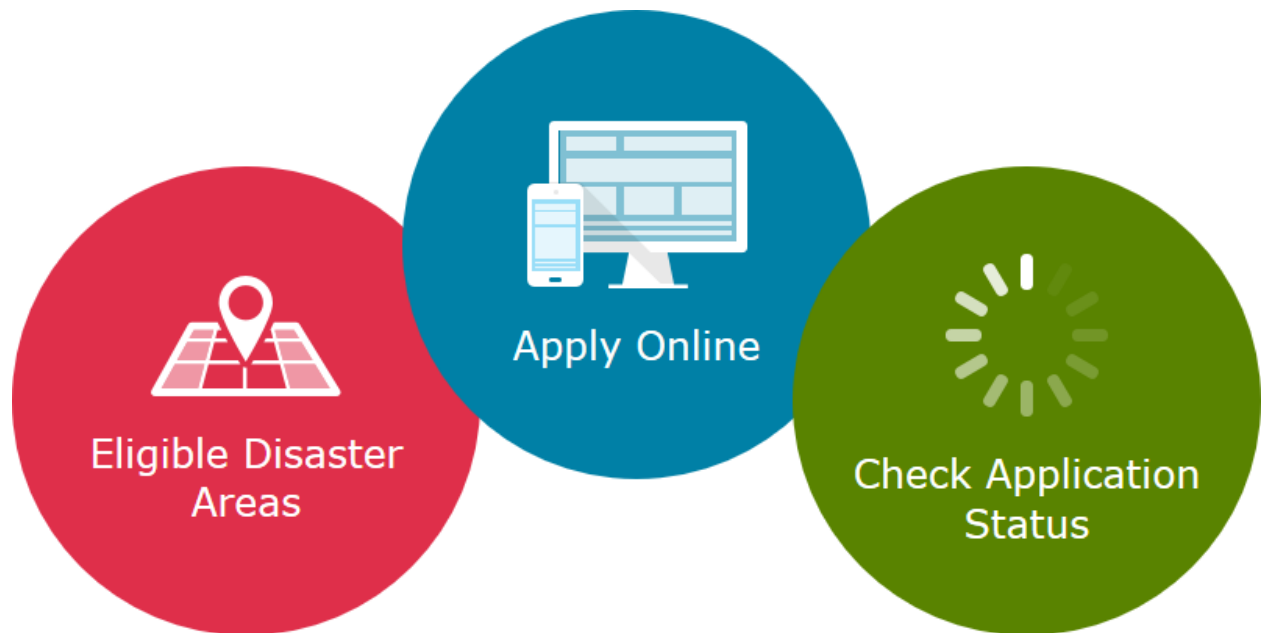 Eligible Disaster
Areas
Apply Online
Check Application
Status